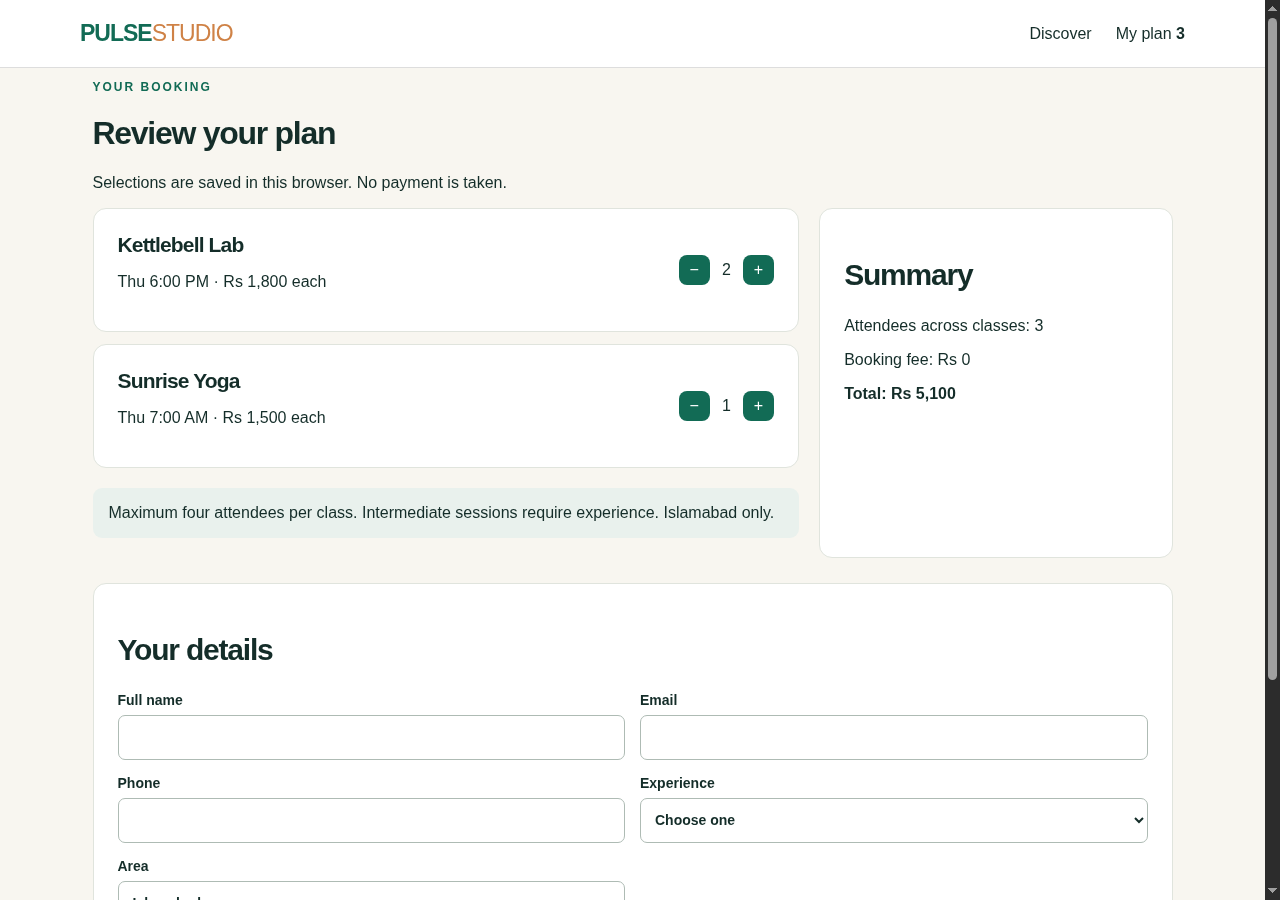 PULSESTUDIO
Discover
My plan 3
YOUR BOOKING
Review your plan
Selections are saved in this browser. No payment is taken.
Kettlebell Lab
Thu 6:00 PM · Rs 1,800 each
− 2 +
Sunrise Yoga
Thu 7:00 AM · Rs 1,500 each
− 1 +
Maximum four attendees per class. Intermediate sessions require experience. Islamabad only.
Summary
Attendees across classes: 3
Booking fee: Rs 0
Total: Rs 5,100
Your details
Full name
Email
Phone
Experience
Choose one
Area